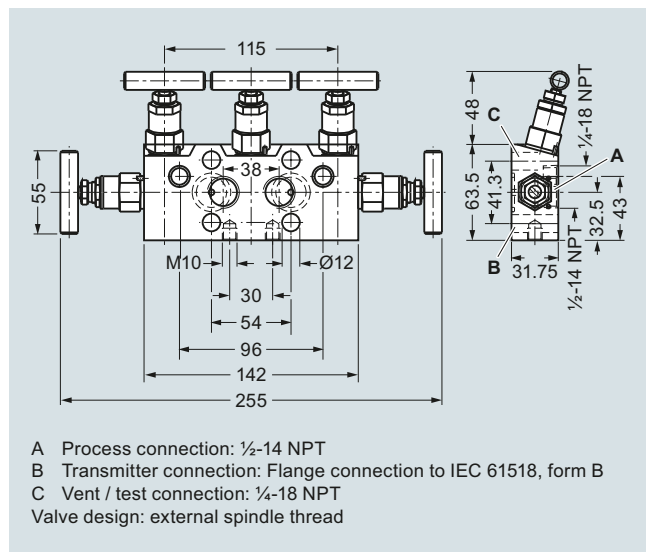 115
48
C
¼-18 NPT
A
55
38
63.5
41.3
32.5
43
M10
Ø12
B
31.75
½-14 NPT
30
54
96
142
255
A Process connection: ½-14 NPT
B Transmitter connection: Flange connection to IEC 61518, form B
C Vent / test connection: ¼-18 NPT
Valve design: external spindle thread